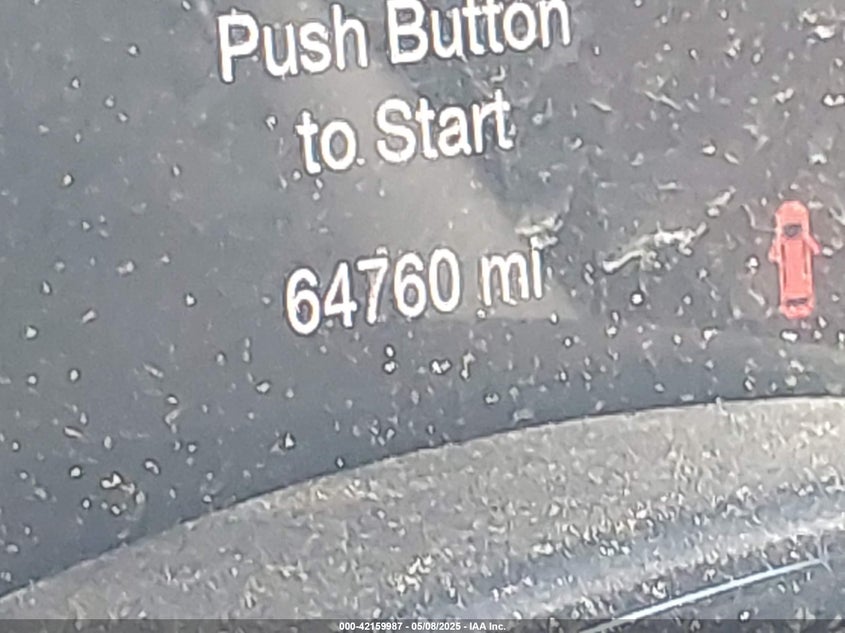 Push Button
to Start
64760 mi
000-42159987 - 05/08/2025 - IAA Inc.